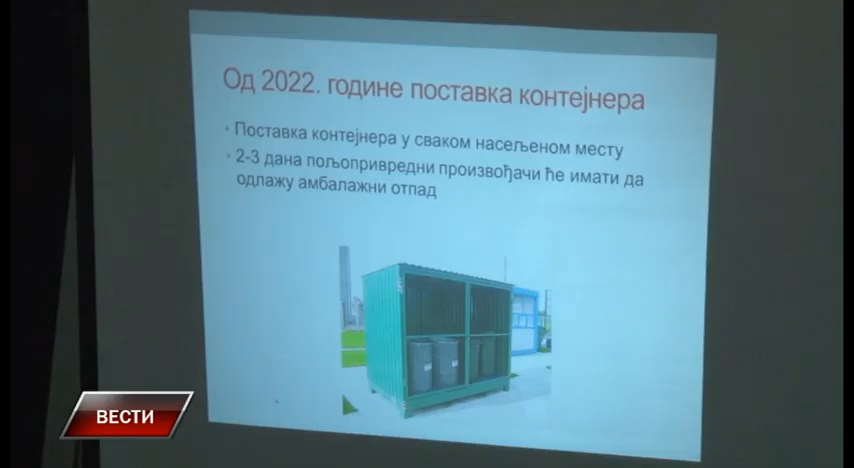 Од 2022. године поставка контејнера
• Поставка контејнера у сваком насељеном месту
• 2-3 дана пољопривредни произвођачи ће имати да
одлажу амбалажни отпад
ВЕСТИ